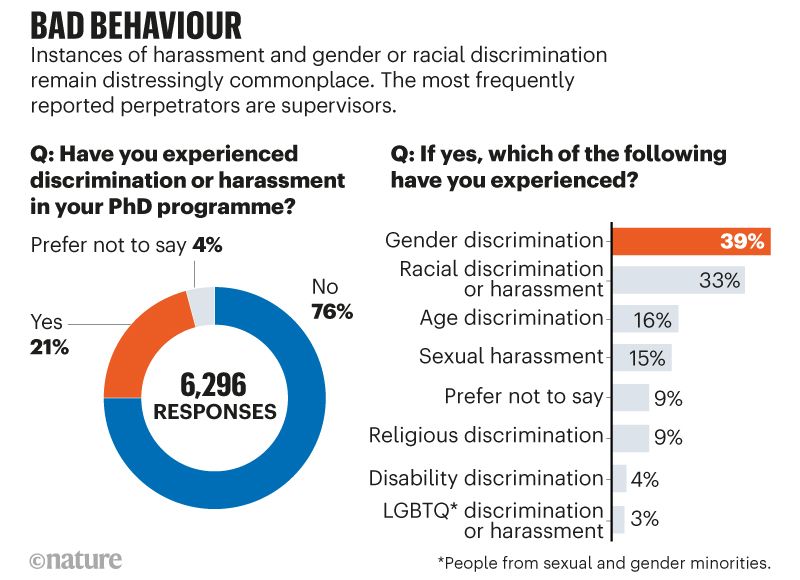 BAD BEHAVIOUR
Instances of harassment and gender or racial discrimination
remain distressingly commonplace. The most frequently
reported perpetrators are supervisors.
Q: Have you experienced
discrimination or harassment
in your PhD programme?
Prefer not to say 4%
No
76%
Yes
21%
6,296
RESPONSES
Q: If yes, which of the following
have you experienced?
Gender discrimination 39%
Racial discrimination
or harassment 33%
Age discrimination 16%
Sexual harassment 15%
Prefer not to say 9%
Religious discrimination 9%
Disability discrimination 4%
LGBTQ* discrimination
or harassment 3%
©nature
*People from sexual and gender minorities.